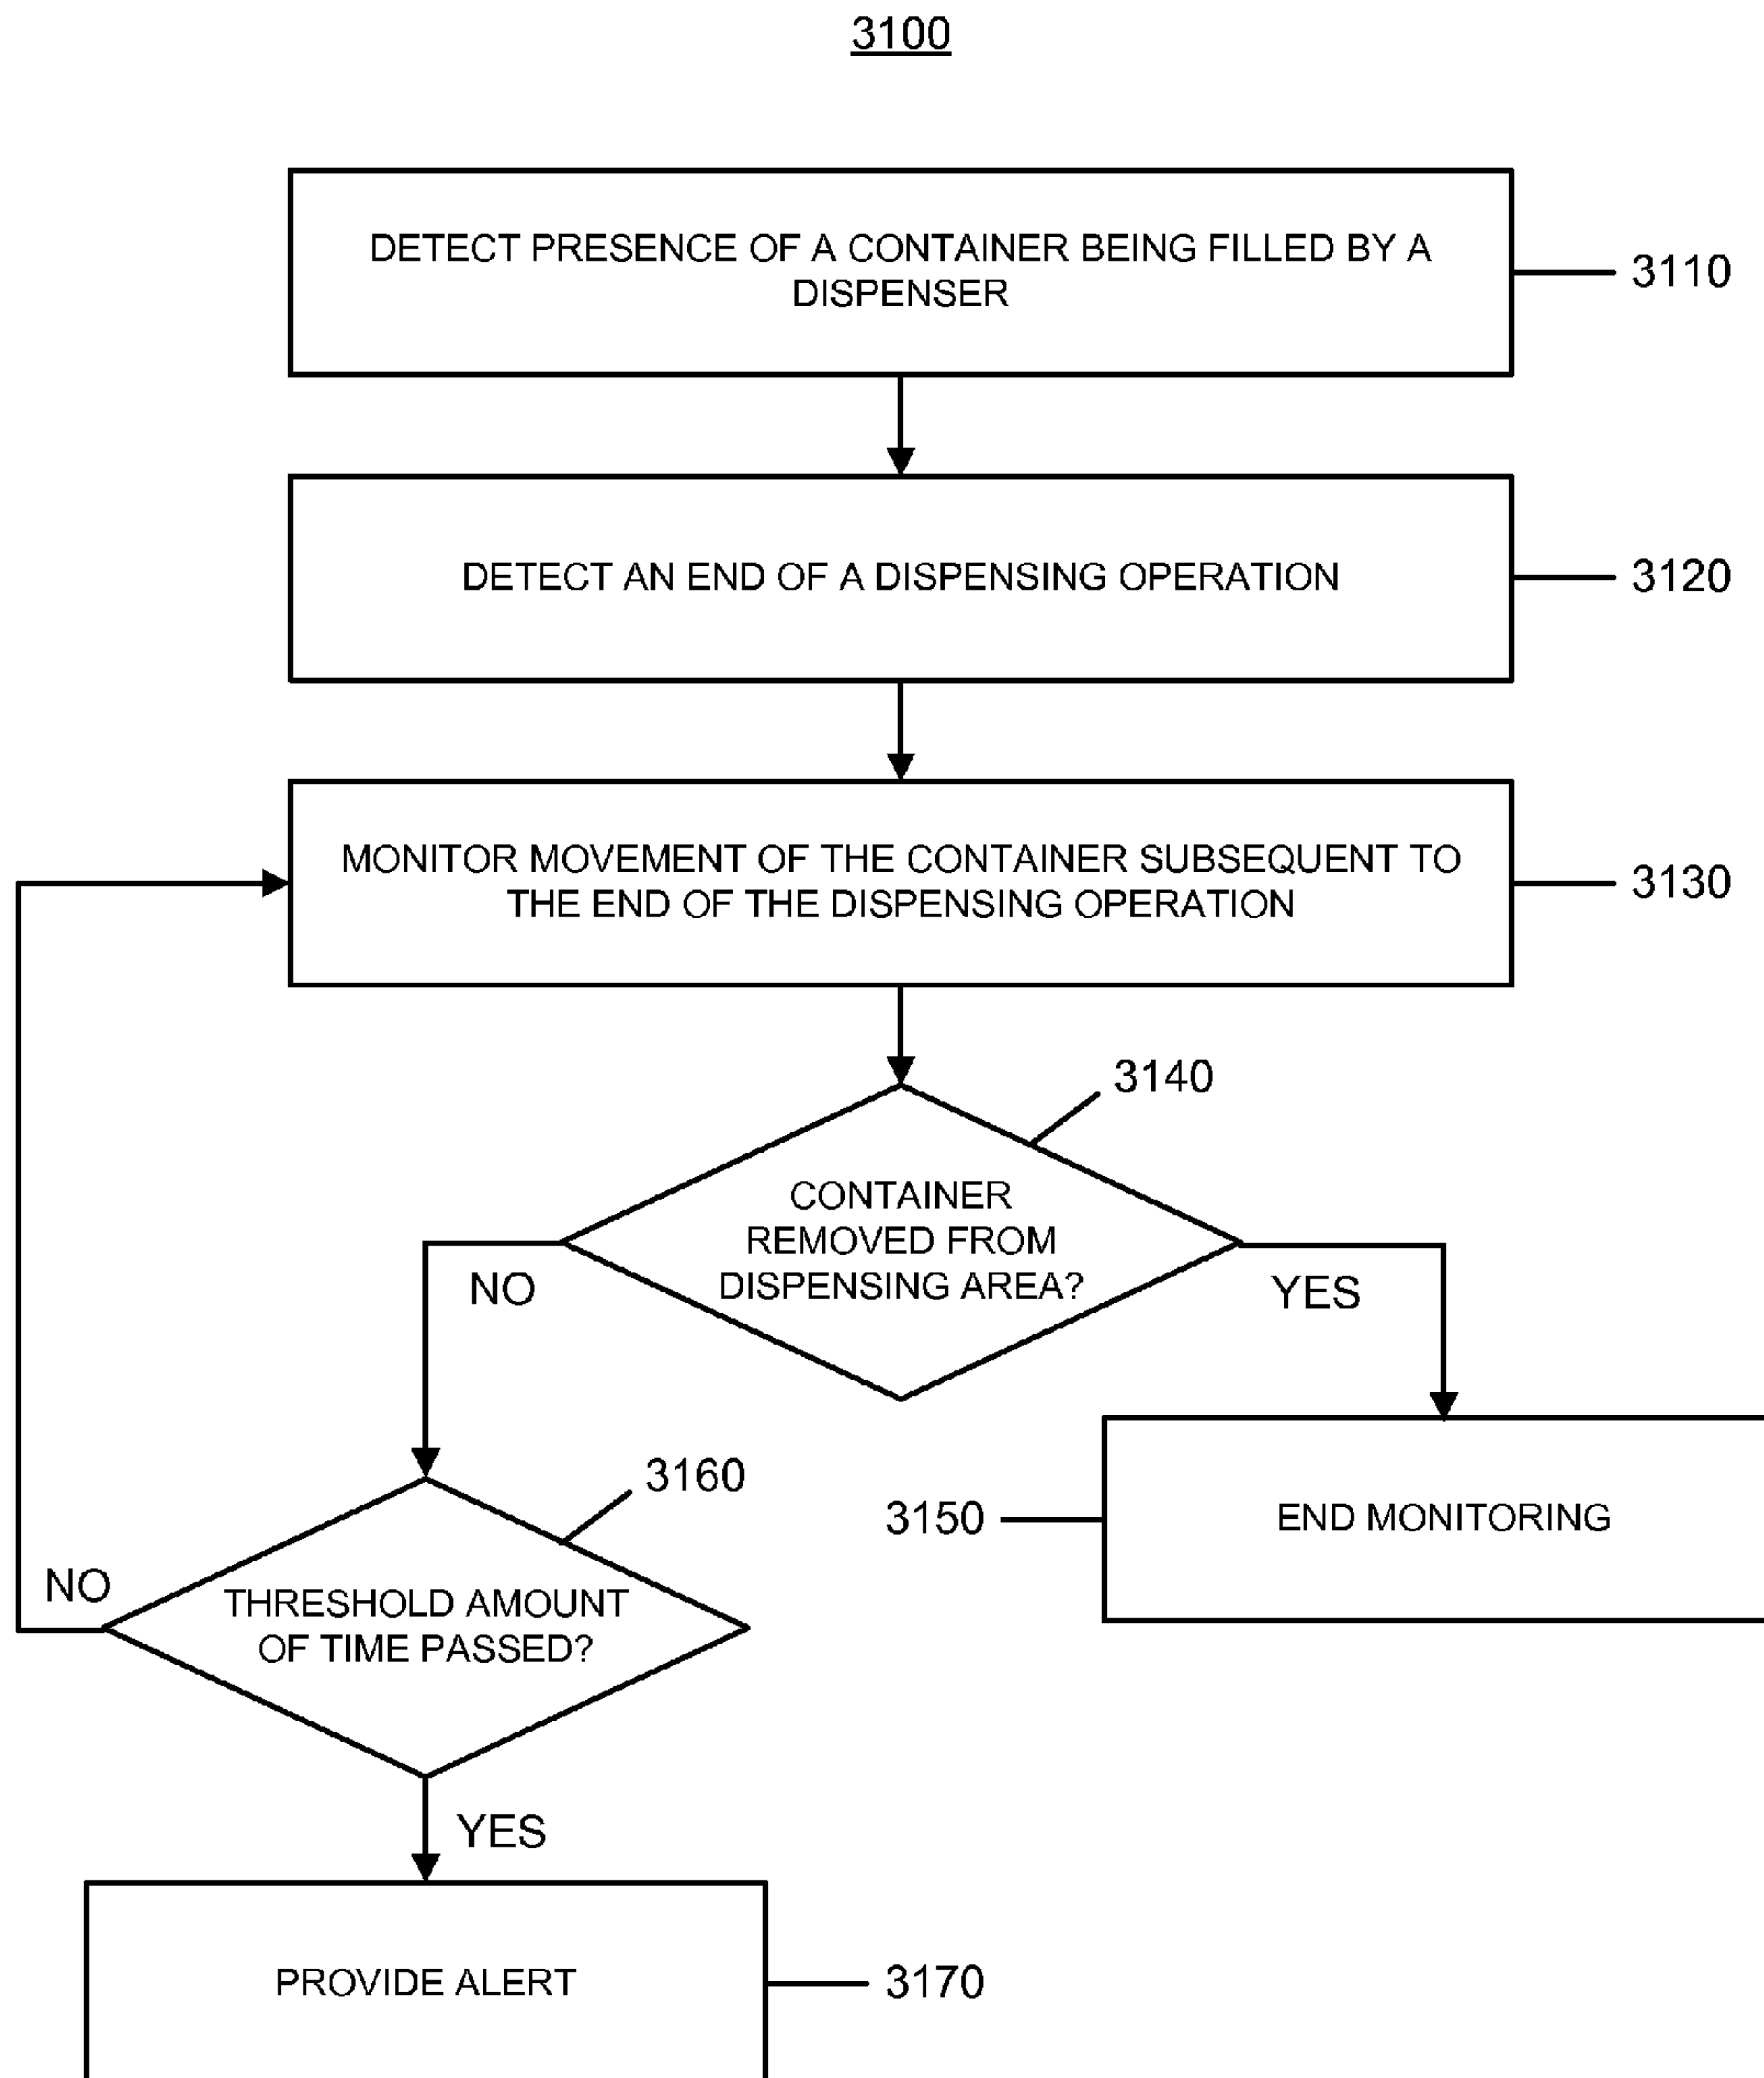 3100
DETECT PRESENCE OF A CONTAINER BEING FILLED BY A
DISPENSER
3110
DETECT AN END OF A DISPENSING OPERATION
3120
MONITOR MOVEMENT OF THE CONTAINER SUBSEQUENT TO
THE END OF THE DISPENSING OPERATION
3130
3140
CONTAINER
REMOVED FROM
DISPENSING AREA?
NO
YES
3160
3150
END MONITORING
NO
THRESHOLD AMOUNT
OF TIME PASSED?
YES
PROVIDE ALERT
3170